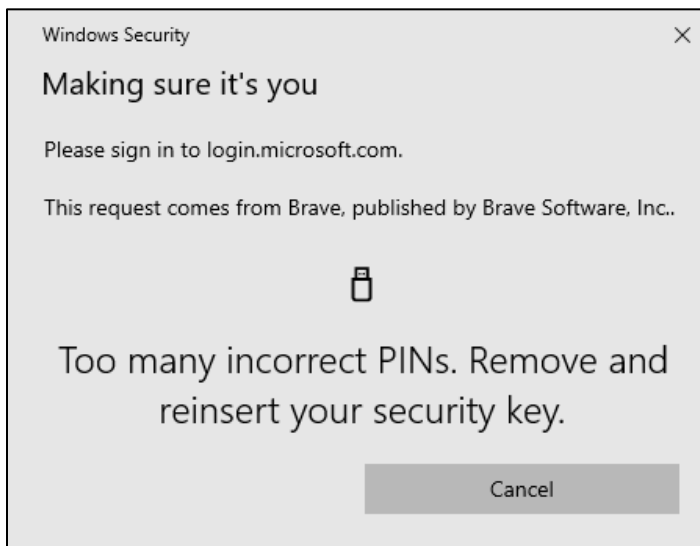 Windows Security
Making sure it's you
Please sign in to login.microsoft.com.
This request comes from Brave, published by Brave Software, Inc..
Too many incorrect PINs. Remove and
reinsert your security key.
Cancel